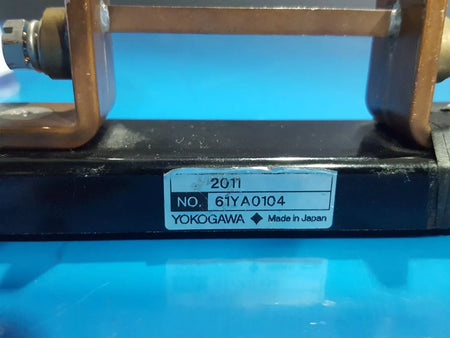 2011
NO. 61YA0104
YOKOGAWA ◆ Made in Japan